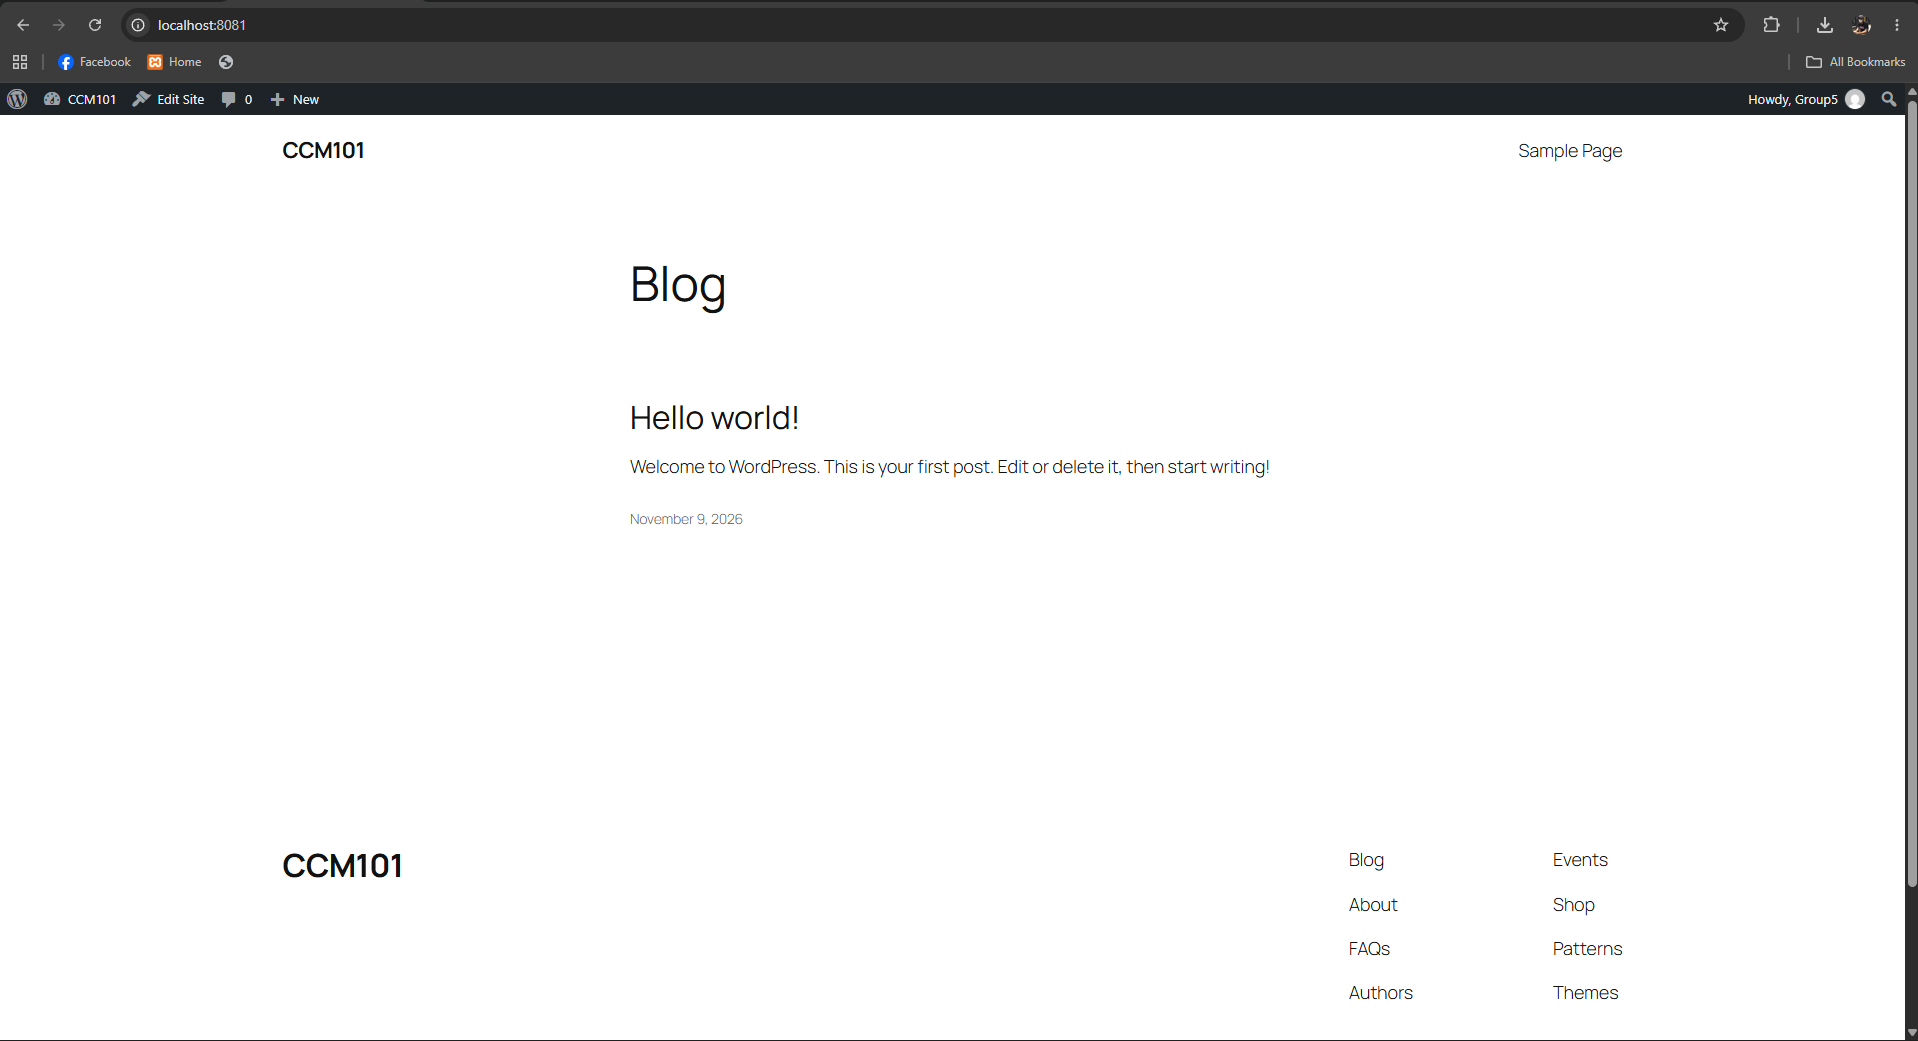 localhost:8081
Facebook Home All Bookmarks
CCM101 Edit Site 0 New Howdy, Group5
CCM101 Sample Page
Blog
Hello world!
Welcome to WordPress. This is your first post. Edit or delete it, then start writing!
November 9, 2026
CCM101
Blog Events
About Shop
FAQs Patterns
Authors Themes